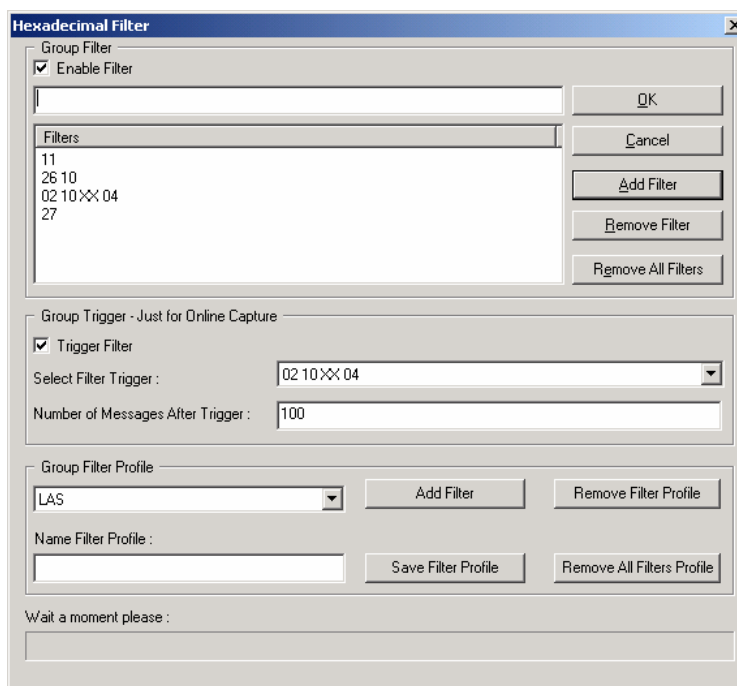 Hexadecimal Filter
Group Filter
Enable Filter
OK
Filters
Cancel
11
26 10
02 10 XX 04
27
Add Filter
Remove Filter
Remove All Filters
Group Trigger - Just for Online Capture
Trigger Filter
Select Filter Trigger :
02 10 XX 04
Number of Messages After Trigger :
100
Group Filter Profile
LAS
Add Filter
Remove Filter Profile
Name Filter Profile :
Save Filter Profile
Remove All Filters Profile
Wait a moment please :